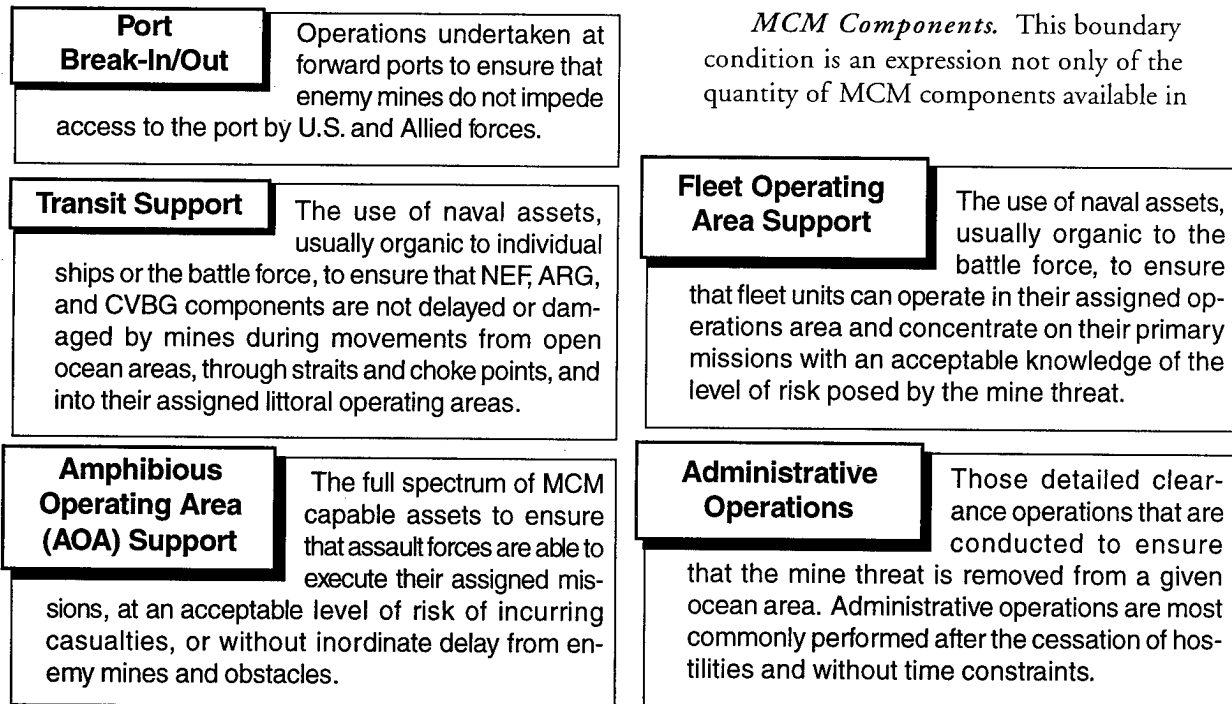 Port
Break-In/Out
Operations undertaken at
forward ports to ensure that
enemy mines do not impede
access to the port by U.S. and Allied forces.
Transit Support
The use of naval assets,
usually organic to individual
ships or the battle force, to ensure that NEF, ARG,
and CVBG components are not delayed or dam-
aged by mines during movements from open
ocean areas, through straits and choke points, and
into their assigned littoral operating areas.
Amphibious
Operating Area
(AOA) Support
The full spectrum of MCM
capable assets to ensure
that assault forces are able to
execute their assigned mis-
sions, at an acceptable level of risk of incurring
casualties, or without inordinate delay from en-
emy mines and obstacles.
MCM Components. This boundary
condition is an expression not only of the
quantity of MCM components available in
Fleet Operating
Area Support
The use of naval assets,
usually organic to the
battle force, to ensure
that fleet units can operate in their assigned op-
erations area and concentrate on their primary
missions with an acceptable knowledge of the
level of risk posed by the mine threat.
Administrative
Operations
Those detailed clear-
ance operations that are
conducted to ensure
that the mine threat is removed from a given
ocean area. Administrative operations are most
commonly performed after the cessation of hos-
tilities and without time constraints.